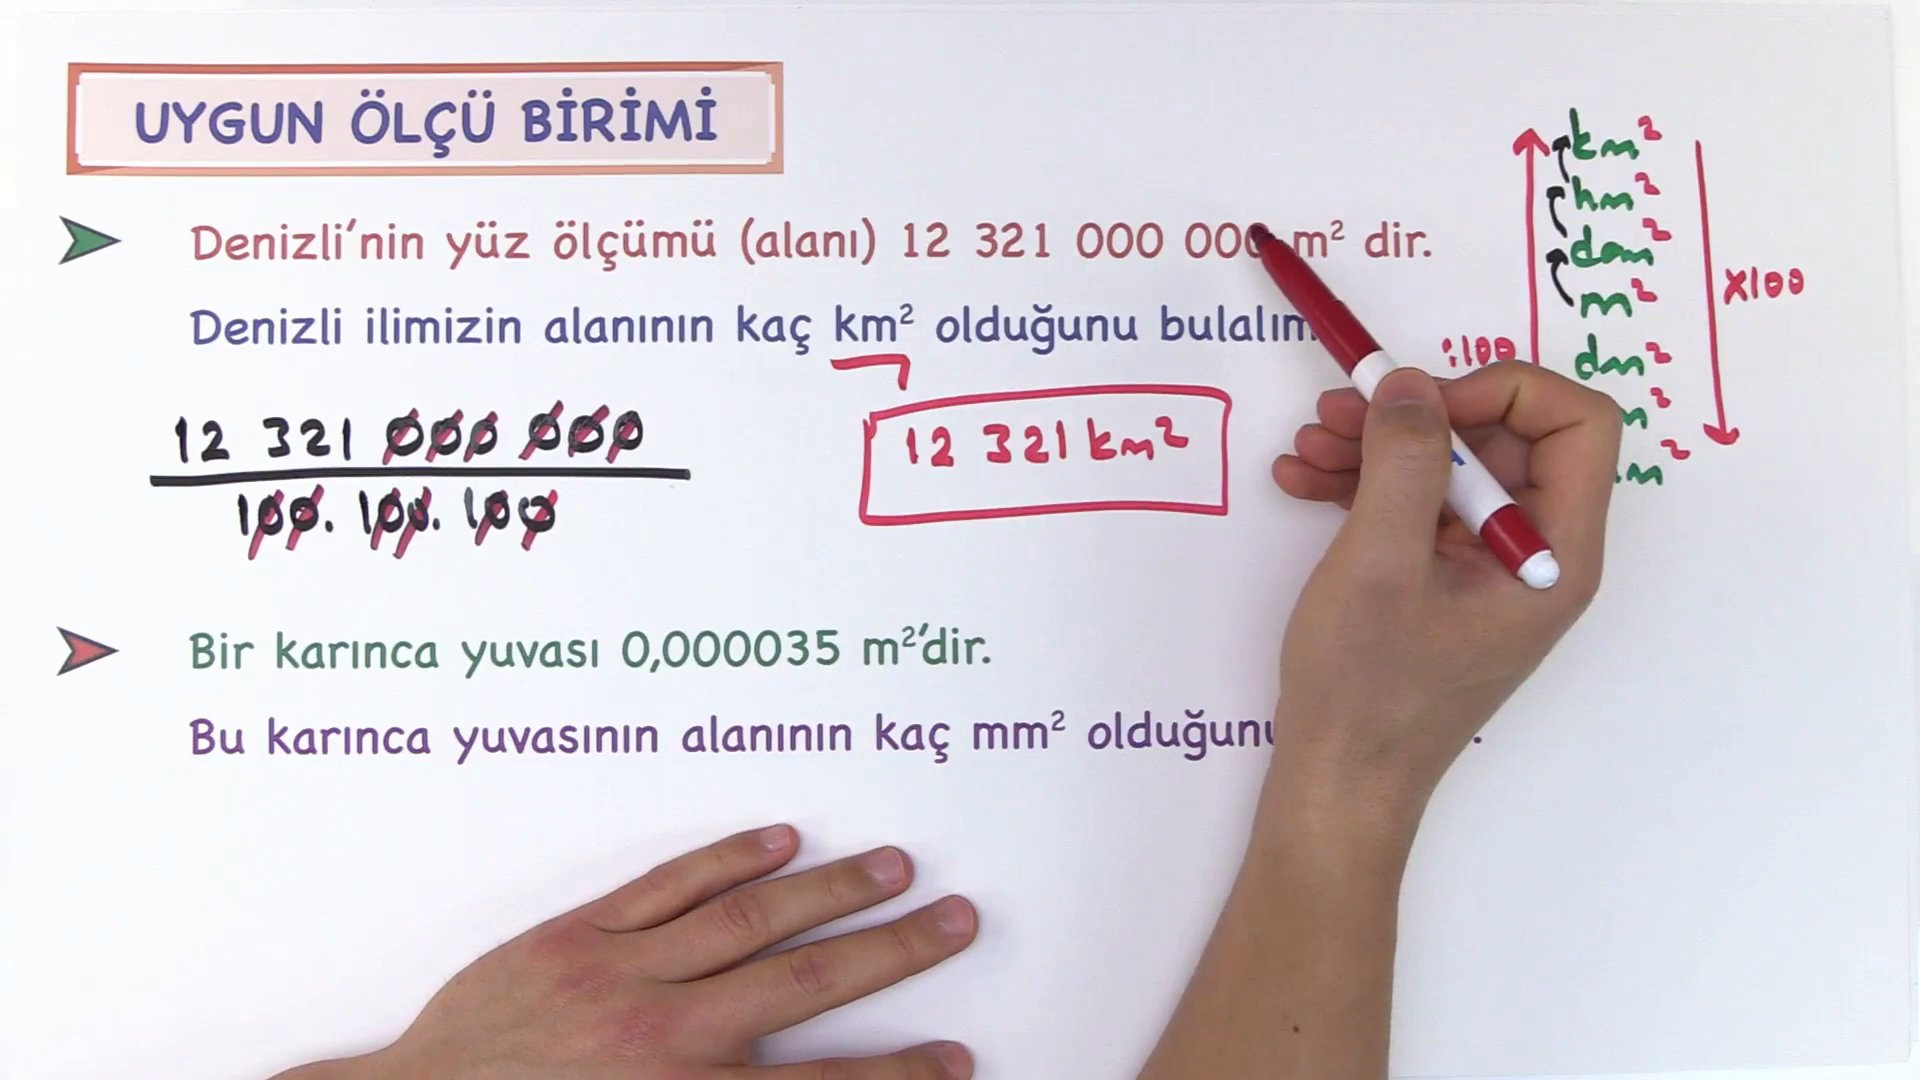 UYGUN ÖLÇÜ BİRİMİ
Denizli'nin yüz ölçümü (alanı) 12 321 000 000 m² dir.
Denizli ilimizin alanının kaç km² olduğunu bulalım
12 321 000 000
100. 100. 100
12 321 km²
Bir karınca yuvası 0,000035 m²'dir.
Bu karınca yuvasının alanının kaç mm² olduğunu
km²
hm²
dam²
m²
dm²
:100
x100